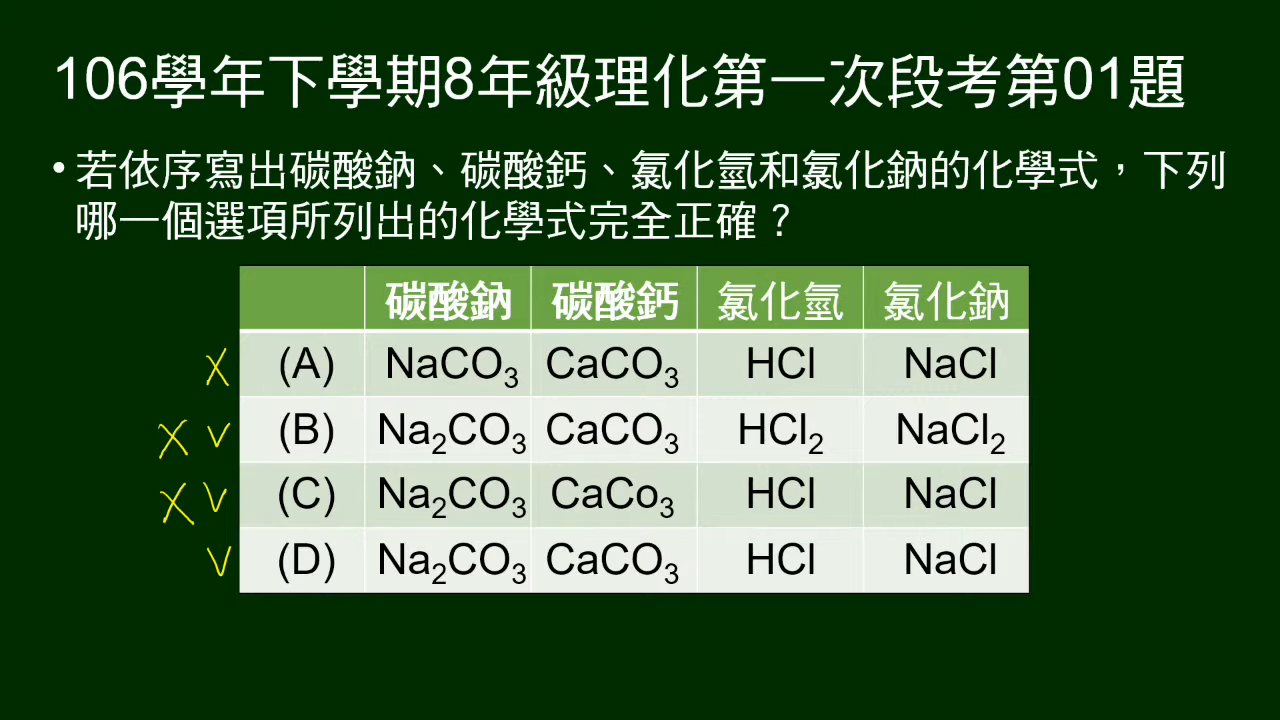 106學年下學期8年級理化第一次段考第01題
• 若依序寫出碳酸鈉、碳酸鈣、氯化氫和氯化鈉的化學式，下列
哪一個選項所列出的化學式完全正確？
碳酸鈉 碳酸鈣 氯化氫 氯化鈉
X (A) NaCO₃ CaCO₃ HCl NaCl
X V (B) Na₂CO₃ CaCO₃ HCl₂ NaCl₂
X V (C) Na₂CO₃ CaCo₃ HCl NaCl
V (D) Na₂CO₃ CaCO₃ HCl NaCl